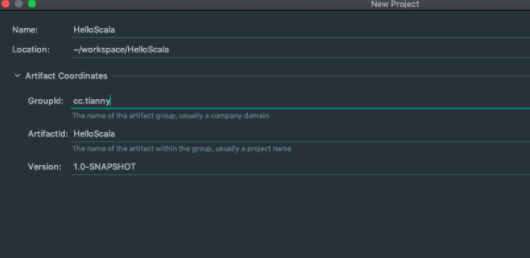 New Project
Name: HelloScala
Location: ~/workspace/HelloScala
Artifact Coordinates
GroupId: cc.tianny
The name of the artifact group, usually a company domain
ArtifactId: HelloScala
The name of the artifact within the group, usually a project name
Version: 1.0-SNAPSHOT